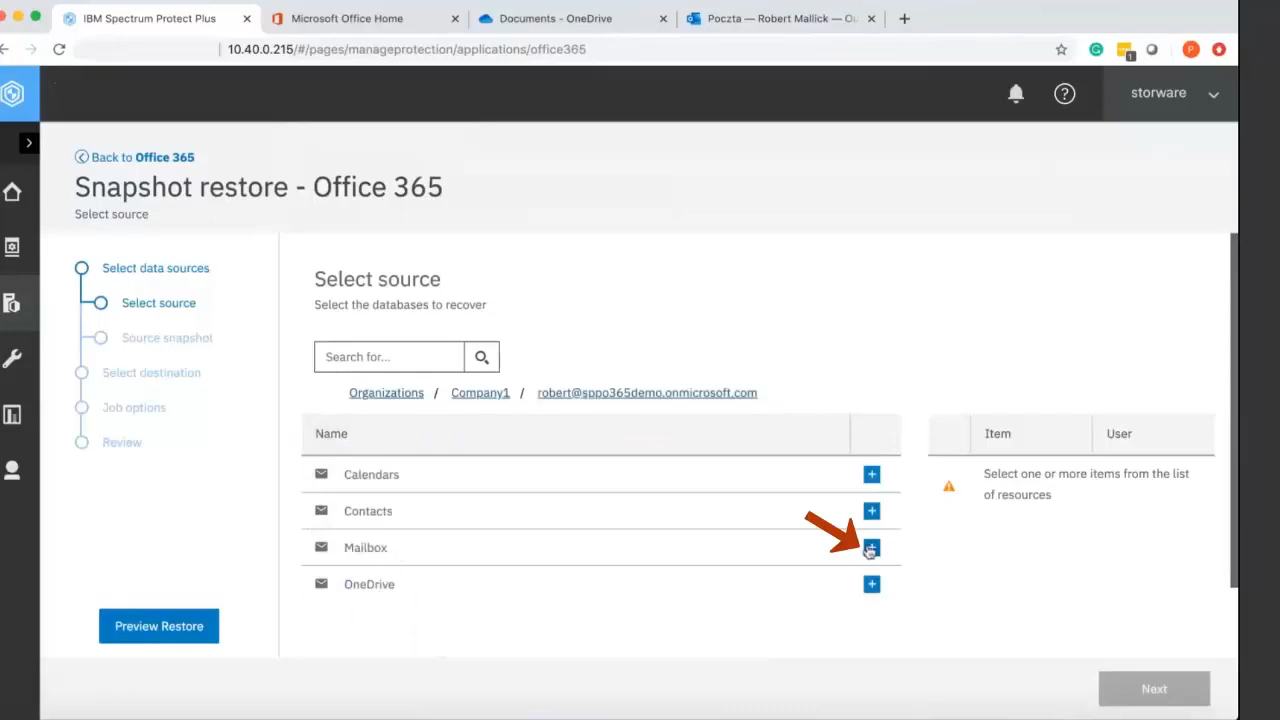 IBM Spectrum Protect Plus
Microsoft Office Home
Documents - OneDrive
Poczta — Robert Mallick — Ou
10.40.0.215/#/pages/manageprotection/applications/office365
1
P
storware
Back to Office 365
Snapshot restore - Office 365
Select source
Select data sources
Select source
Source snapshot
Select destination
Job options
Review
Preview Restore
Select source
Select the databases to recover
Search for...
Organizations / Company1 / robert@sppo365demo.onmicrosoft.com
Name
Calendars
Contacts
Mailbox
OneDrive
Item User
Select one or more items from the list
of resources
Next